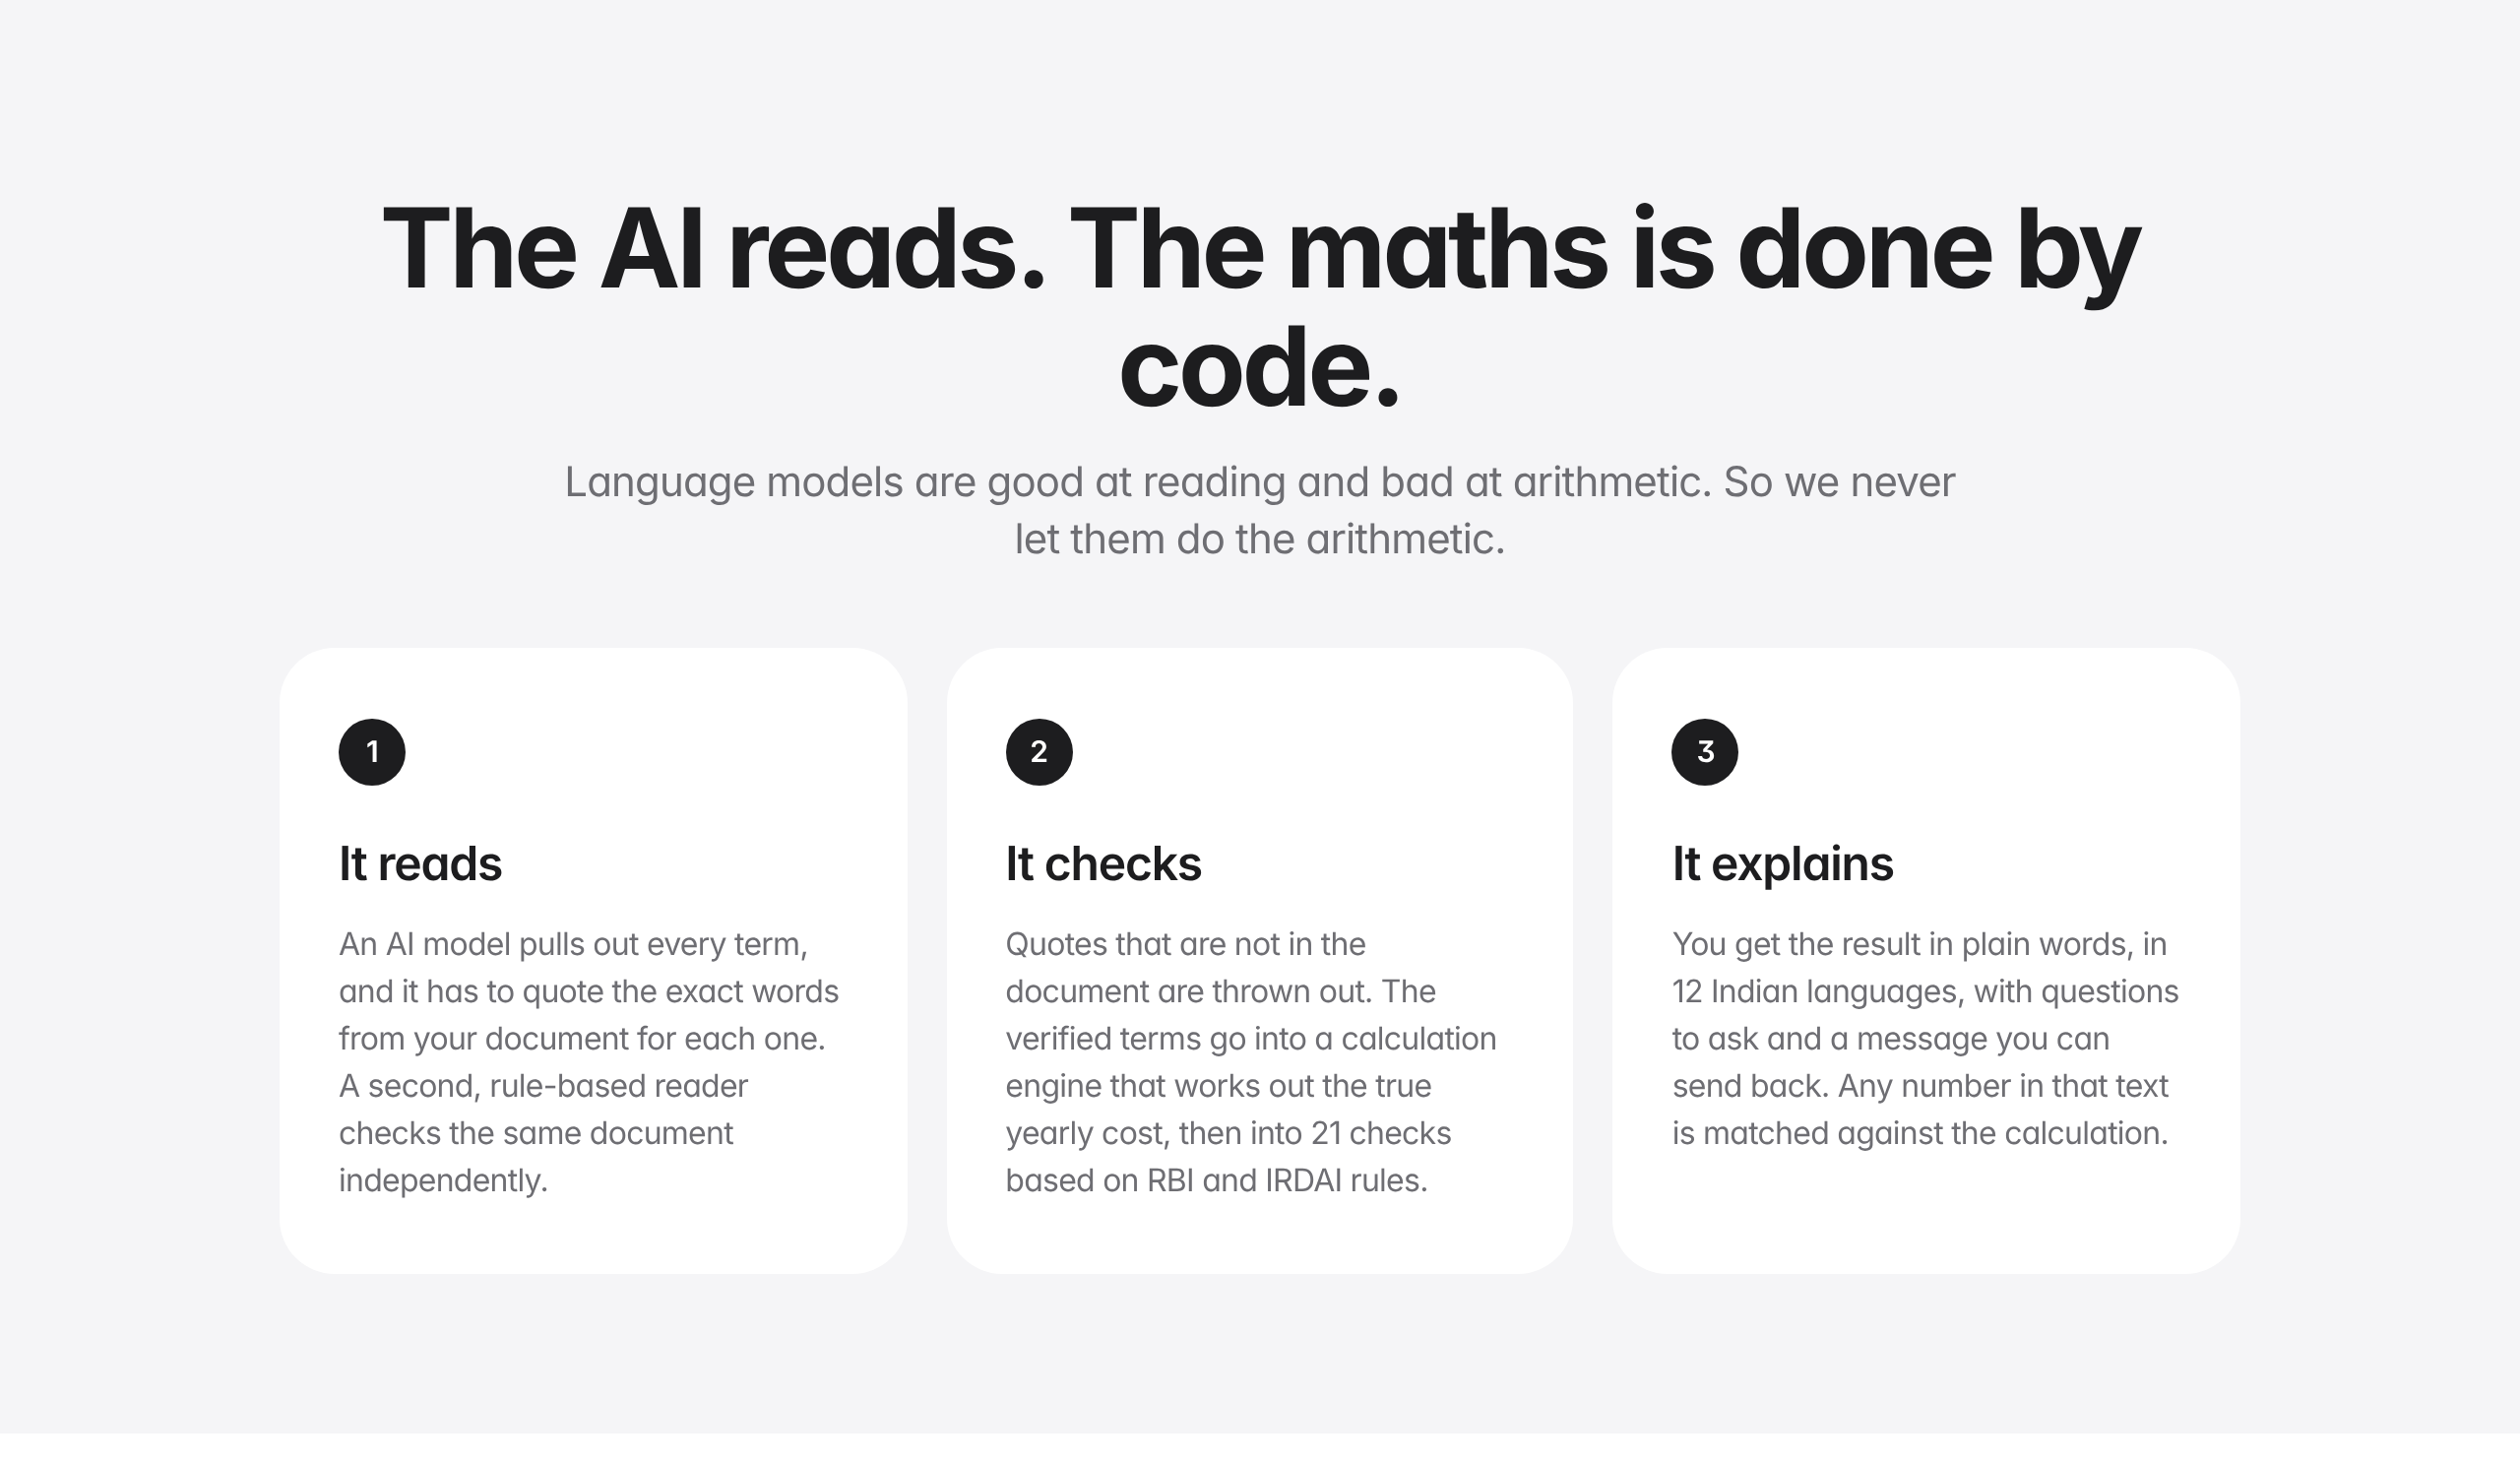 The AI reads. The maths is done by
code.
Language models are good at reading and bad at arithmetic. So we never
let them do the arithmetic.
1
It reads
An AI model pulls out every term,
and it has to quote the exact words
from your document for each one.
A second, rule-based reader
checks the same document
independently.
2
It checks
Quotes that are not in the
document are thrown out. The
verified terms go into a calculation
engine that works out the true
yearly cost, then into 21 checks
based on RBI and IRDAI rules.
3
It explains
You get the result in plain words, in
12 Indian languages, with questions
to ask and a message you can
send back. Any number in that text
is matched against the calculation.